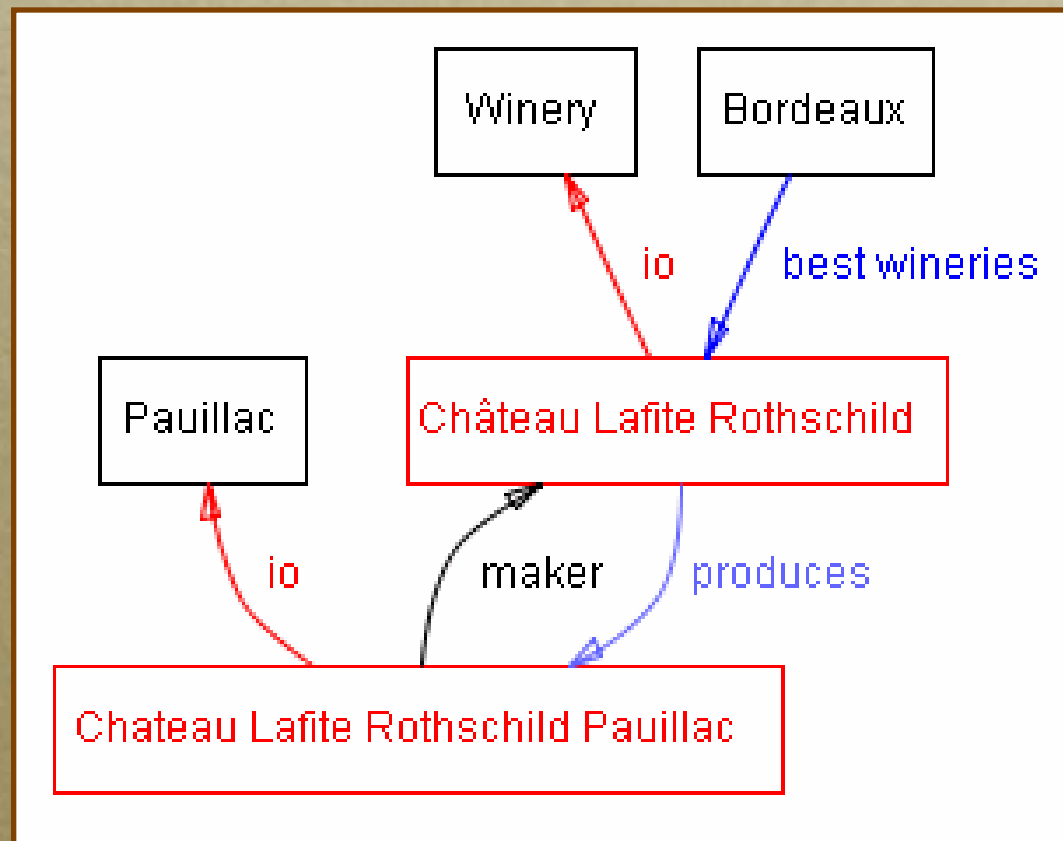 Winery
Bordeaux
io
best wineries
Pauillac
Château Lafite Rothschild
io
maker
produces
Chateau Lafite Rothschild Pauillac